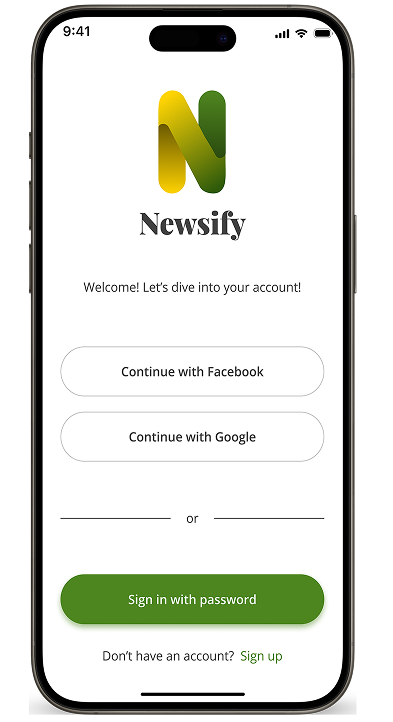 9:41
Newsify
Welcome! Let’s dive into your account!
Continue with Facebook
Continue with Google
or
Sign in with password
Don’t have an account? Sign up